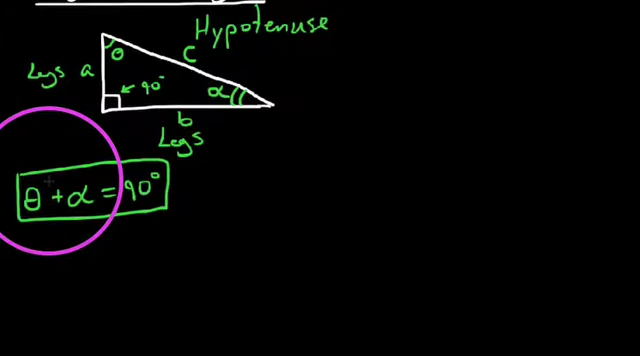 Hypotenuse
θ
c
Legs a
90°
α
b
Legs
θ + α = 90°